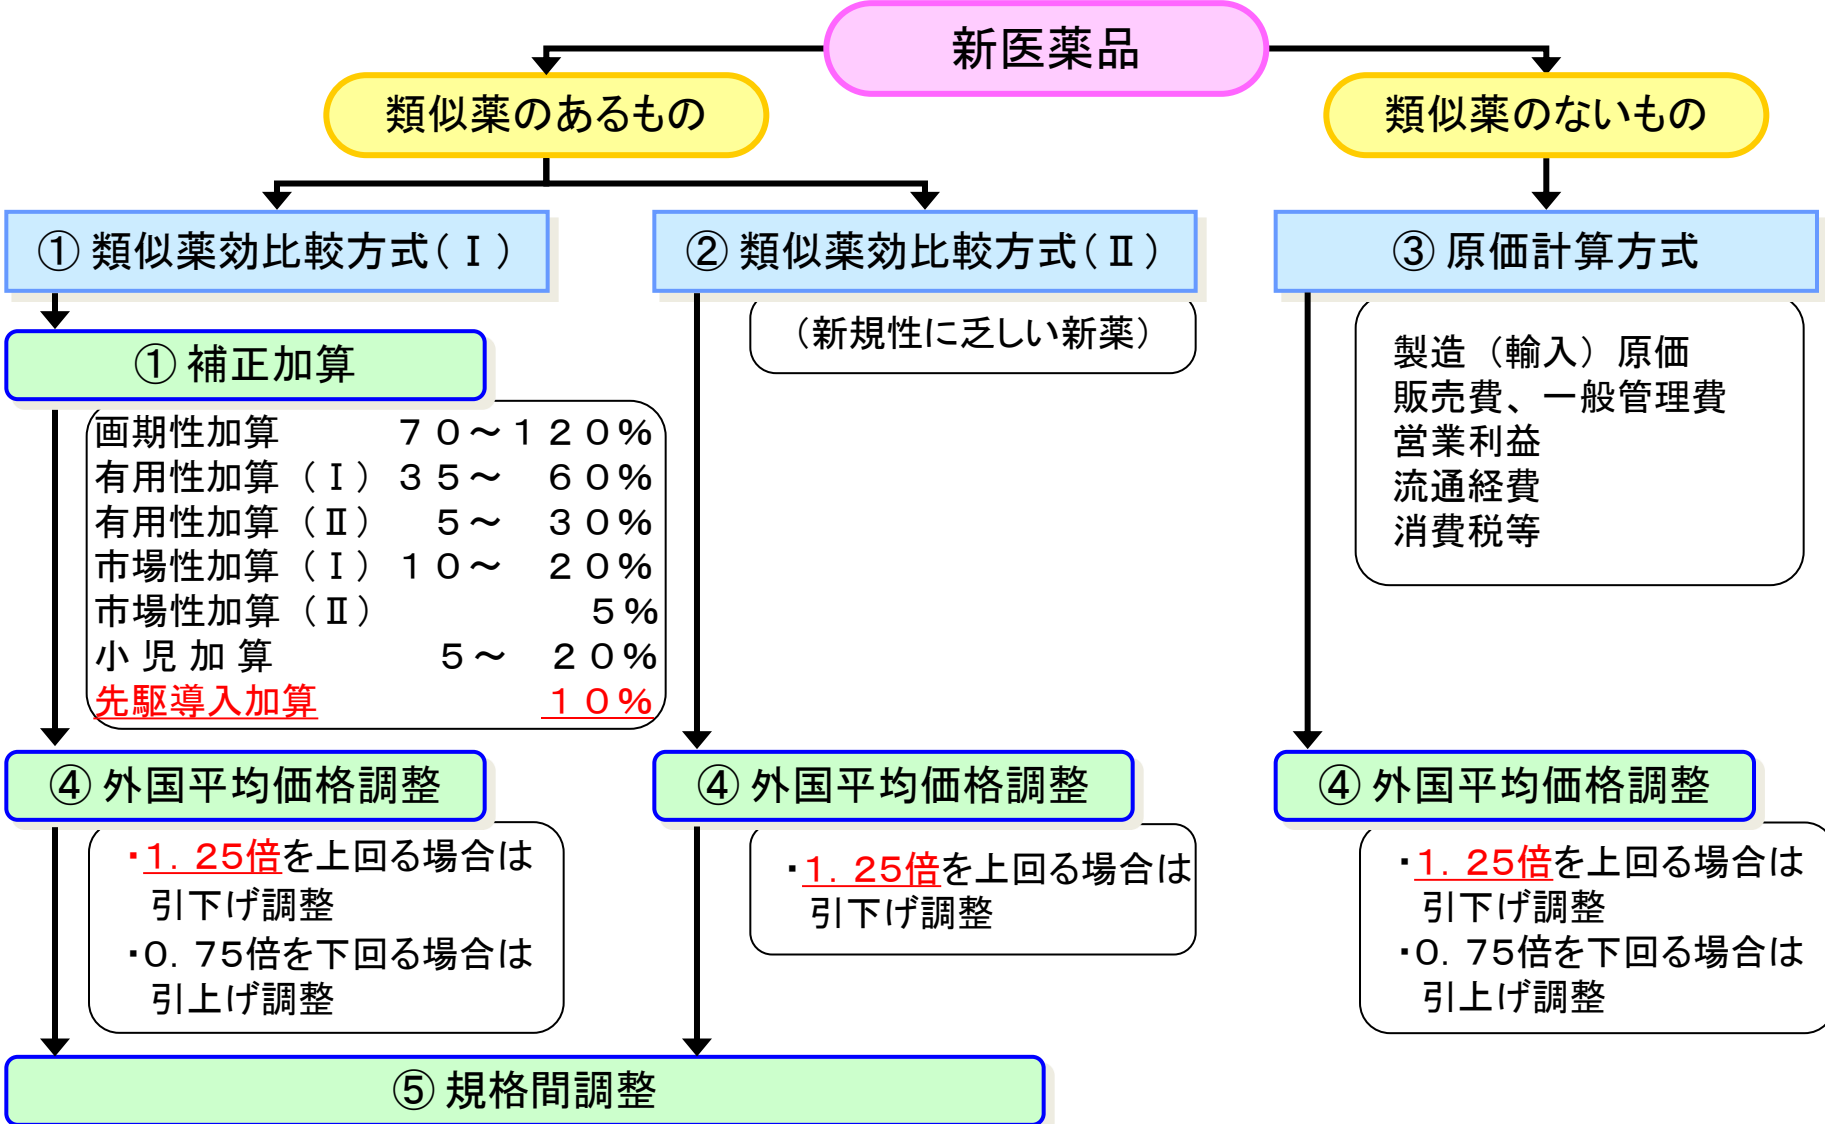 新医薬品
類似薬のあるもの
類似薬のないもの
①類似薬効比較方式(Ⅰ)
②類似薬効比較方式(Ⅱ)
③原価計算方式
(新規性に乏しい新薬)
①補正加算
画期性加算 70～120%
有用性加算(Ⅰ) 35～ 60%
有用性加算(Ⅱ) 5～ 30%
市場性加算(Ⅰ) 10～ 20%
市場性加算(Ⅱ) 5%
小児加算 5～ 20%
先駆導入加算 10%
製造(輸入)原価
販売費、一般管理費
営業利益
流通経費
消費税等
④外国平均価格調整
・1.25倍を上回る場合は
引下げ調整
・0.75倍を下回る場合は
引上げ調整
④外国平均価格調整
・1.25倍を上回る場合は
引下げ調整
④外国平均価格調整
・1.25倍を上回る場合は
引下げ調整
・0.75倍を下回る場合は
引上げ調整
⑤規格間調整